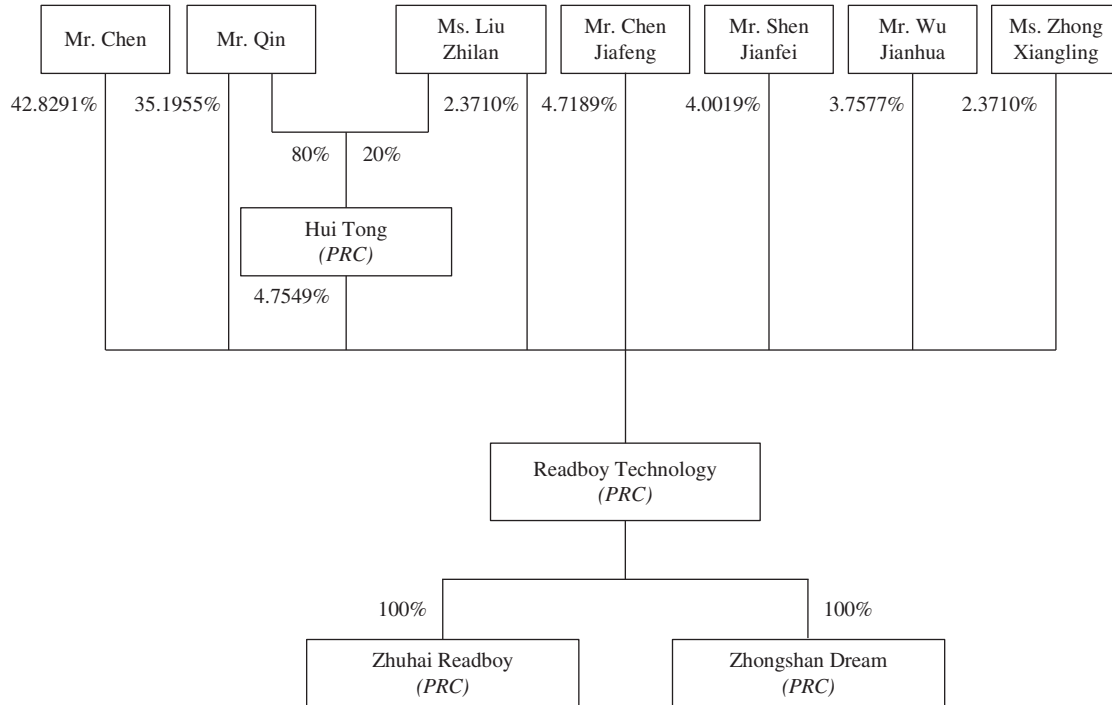 Mr. Chen
Mr. Qin
Ms. Liu
Zhilan
Mr. Chen
Jiafeng
Mr. Shen
Jianfei
Mr. Wu
Jianhua
Ms. Zhong
Xiangling
42.8291%
35.1955%
2.3710%
4.7189%
4.0019%
3.7577%
2.3710%
80%
20%
Hui Tong
(PRC)
4.7549%
Readboy Technology
(PRC)
100%
100%
Zhuhai Readboy
(PRC)
Zhongshan Dream
(PRC)